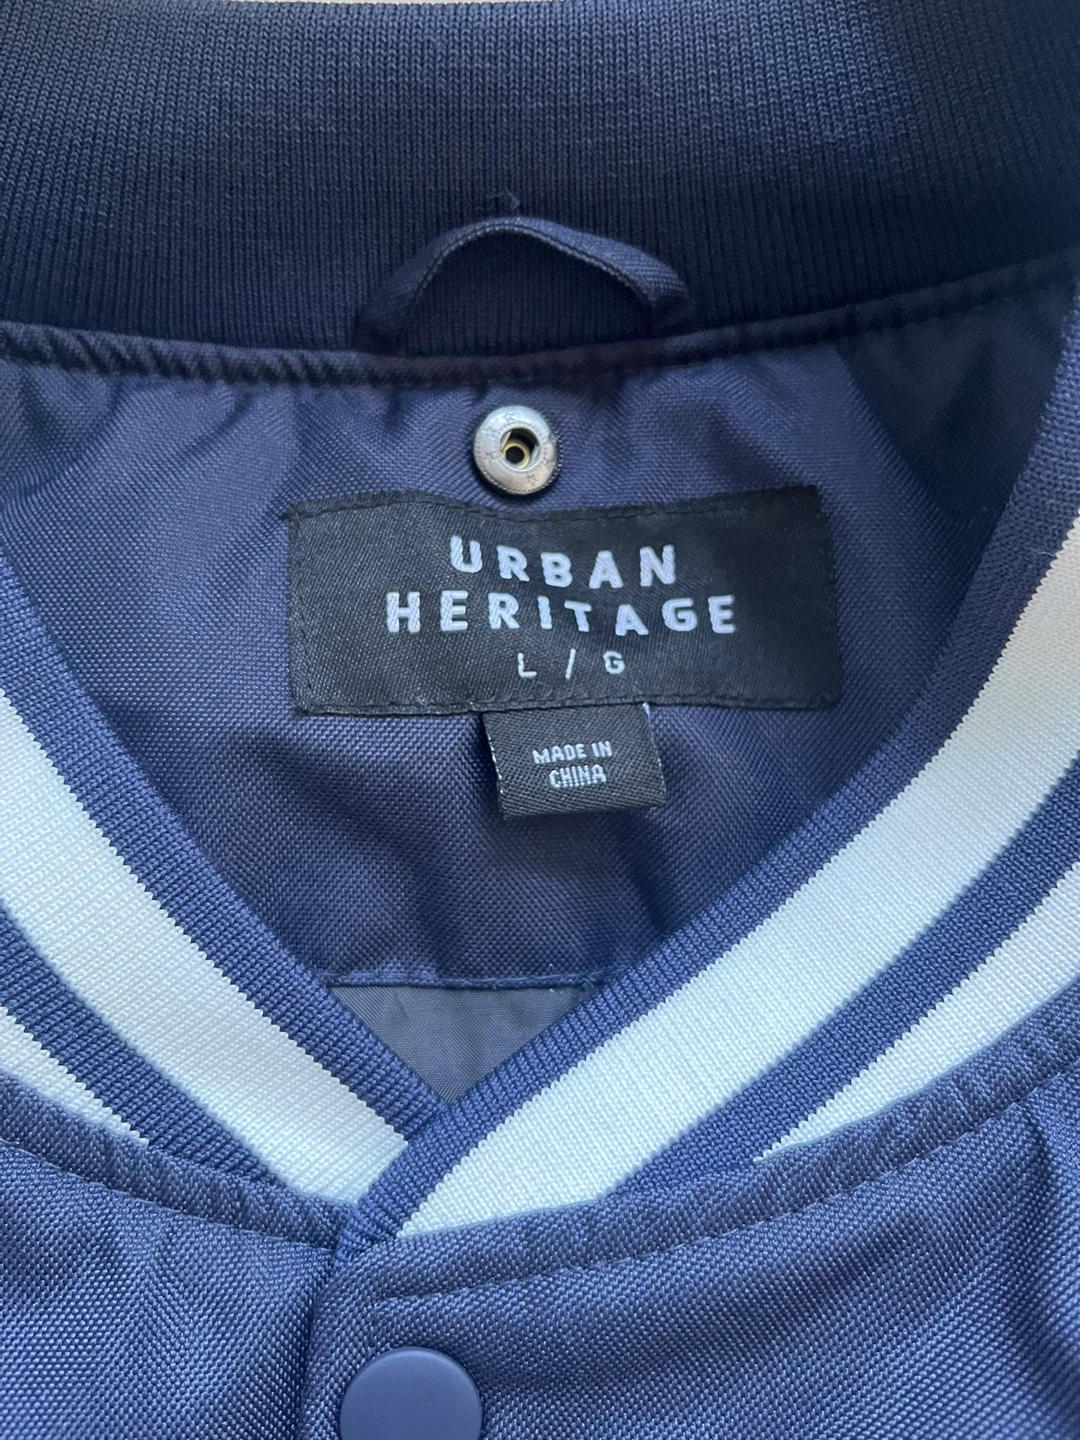 URBAN
HERITAGE
L / G
MADE IN
CHINA